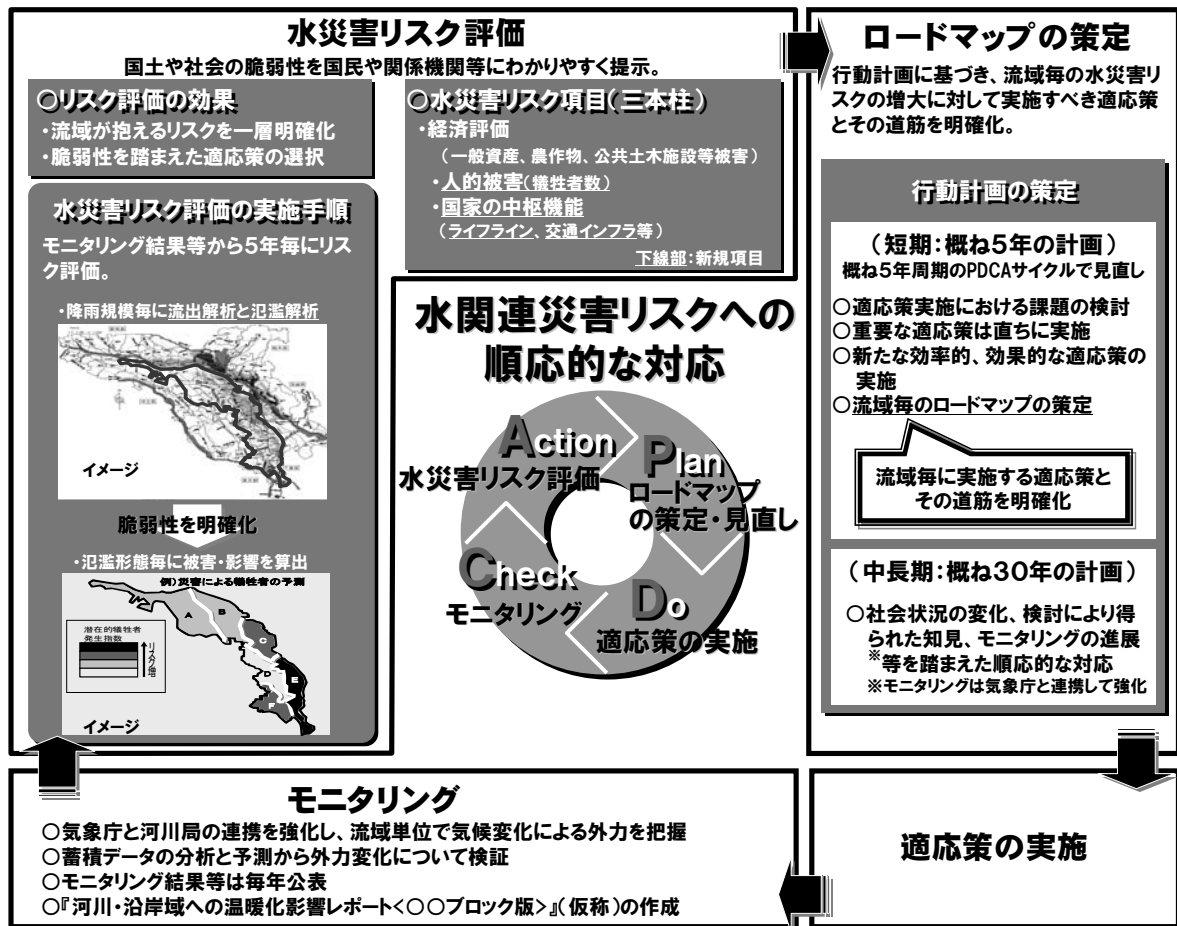 水災害リスク評価
国土や社会の脆弱性を国民や関係機関等にわかりやすく提示。
○リスク評価の効果
・流域が抱えるリスクを一層明確化
・脆弱性を踏まえた適応策の選択
○水災害リスク項目(三本柱)
・経済評価
(一般資産、農作物、公共土木施設等被害)
・人的被害(犠牲者数)
・国家の中枢機能
(ライフライン、交通インフラ等)
下線部:新規項目
水災害リスク評価の実施手順
モニタリング結果等から5年毎にリス
ク評価。
・降雨規模毎に流出解析と氾濫解析
イメージ
脆弱性を明確化
・氾濫形態毎に被害・影響を算出
例)災害による犠牲者の予測
潜在的犠牲者
発生指数
リスク増
A
B
C
D
E
F
イメージ
水関連災害リスクへの
順応的な対応
Action
水災害リスク評価
Plan
ロードマップ
の策定・見直し
Check
モニタリング
Do
適応策の実施
ロードマップの策定
行動計画に基づき、流域毎の水災害リ
スクの増大に対して実施すべき適応策
とその道筋を明確化。
行動計画の策定
(短期:概ね5年の計画)
概ね5年周期のPDCAサイクルで見直し
○適応策実施における課題の検討
○重要な適応策は直ちに実施
○新たな効率的、効果的な適応策の
実施
○流域毎のロードマップの策定
流域毎に実施する適応策と
その道筋を明確化
(中長期:概ね30年の計画)
○社会状況の変化、検討により得
られた知見、モニタリングの進展
※等を踏まえた順応的な対応
※モニタリングは気象庁と連携して強化
適応策の実施
モニタリング
○気象庁と河川局の連携を強化し、流域単位で気候変化による外力を把握
○蓄積データの分析と予測から外力変化について検証
○モニタリング結果等は毎年公表
○『河川・沿岸域への温暖化影響レポート<○○ブロック版>』(仮称)の作成